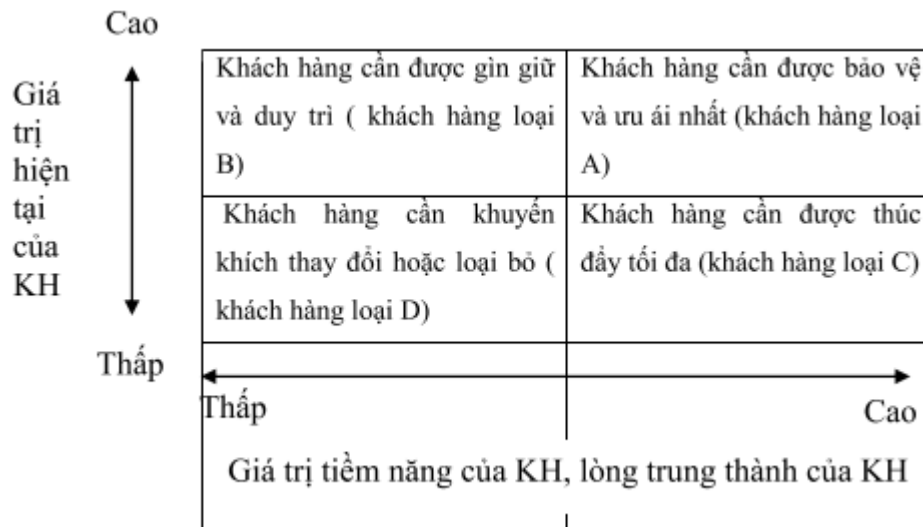 Cao
Giá
trị
hiện
tại
của
KH
Khách hàng cần được gìn giữ
và duy trì ( khách hàng loại
B)
Khách hàng cần được bảo vệ
và ưu ái nhất (khách hàng loại
A)
Khách hàng cần khuyến
khích thay đổi hoặc loại bỏ (
khách hàng loại D)
Khách hàng cần được thúc
đẩy tối đa (khách hàng loại C)
Thấp
Thấp
Cao
Giá trị tiềm năng của KH, lòng trung thành của KH